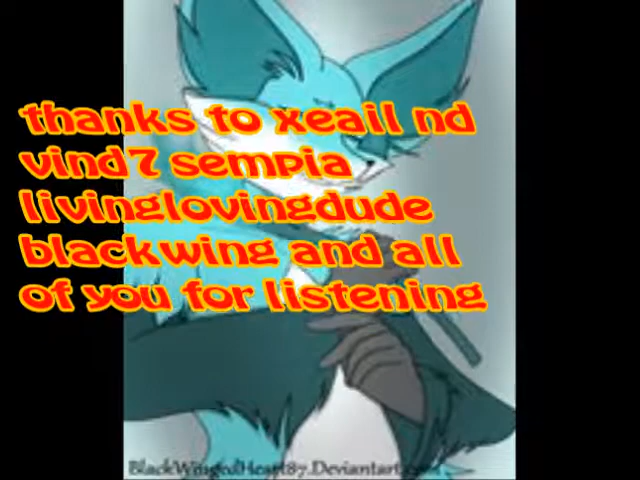 thanks to xeail nd
vind7 sempia
livinglovingdude
blackwing and all
of you for listening
BlackWingedHeart87.Deviantart.com